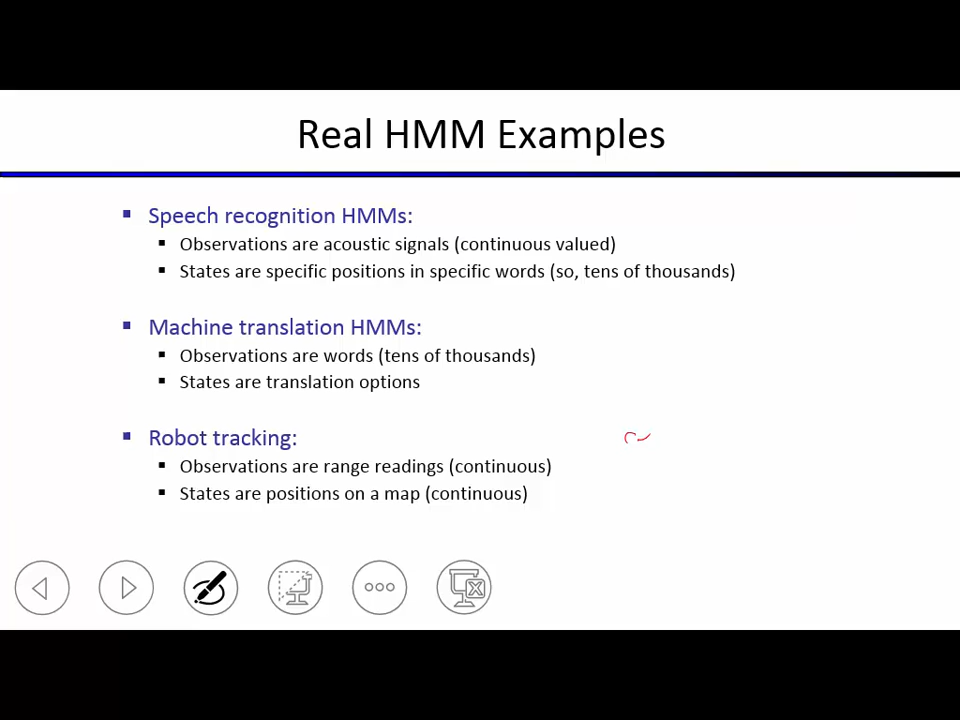 Real HMM Examples
Speech recognition HMMs:
Observations are acoustic signals (continuous valued)
States are specific positions in specific words (so, tens of thousands)
Machine translation HMMs:
Observations are words (tens of thousands)
States are translation options
Robot tracking:
Observations are range readings (continuous)
States are positions on a map (continuous)